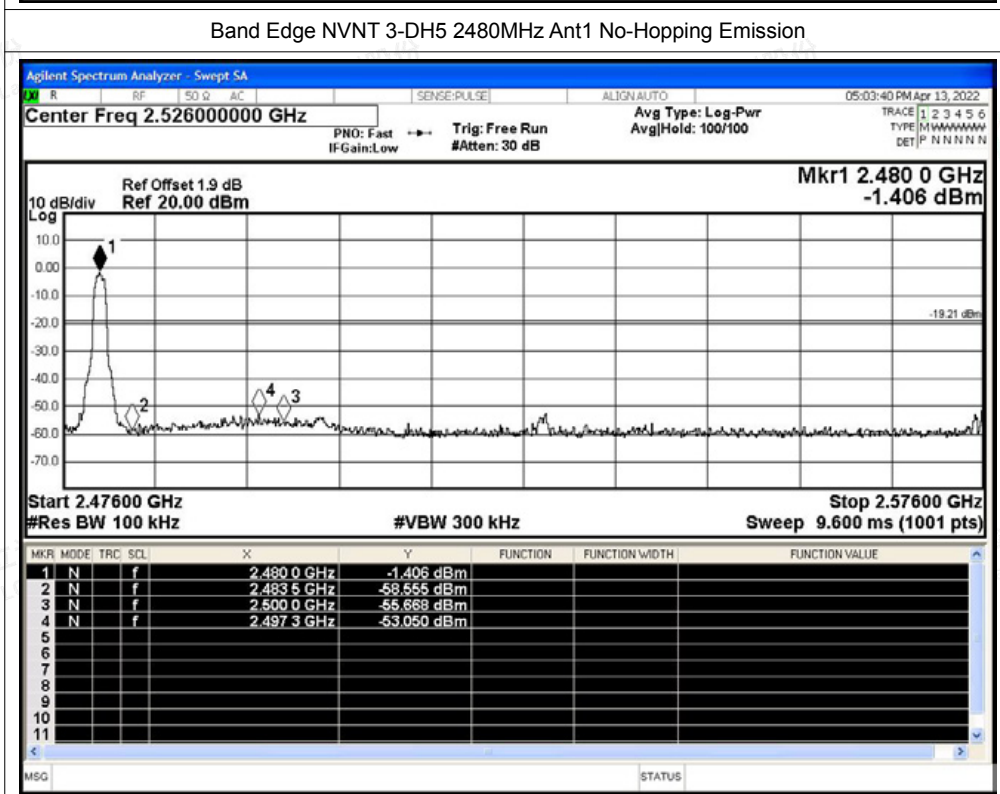 Band Edge NVNT 3-DH5 2480MHz Ant1 No-Hopping Emission
Agilent Spectrum Analyzer - Swept SA
LXI R RF 50 Ω AC SENSE:PULSE ALIGN AUTO 05:03:40 PM Apr 13, 2022
Center Freq 2.526000000 GHz
PNO: Fast
IFGain:Low
Trig: Free Run
#Atten: 30 dB
Avg Type: Log-Pwr
Avg|Hold: 100/100
TRACE 1 2 3 4 5 6
TYPE M WWWWW
DET P N N N N N
Ref Offset 1.9 dB
10 dB/div Ref 20.00 dBm
Log
Mkr1 2.480 0 GHz
-1.406 dBm
10.0
0.00
-10.0
-20.0
-30.0
-40.0
-50.0
-60.0
-70.0
1
2
4
3
-19.21 dBm
Start 2.47600 GHz Stop 2.57600 GHz
#Res BW 100 kHz #VBW 300 kHz Sweep 9.600 ms (1001 pts)
MKR MODE TRC SCL X Y FUNCTION FUNCTION WIDTH FUNCTION VALUE
1 N f 2.480 0 GHz -1.406 dBm
2 N f 2.483 5 GHz -58.555 dBm
3 N f 2.500 0 GHz -55.668 dBm
4 N f 2.497 3 GHz -53.050 dBm
5
6
7
8
9
10
11
MSG STATUS